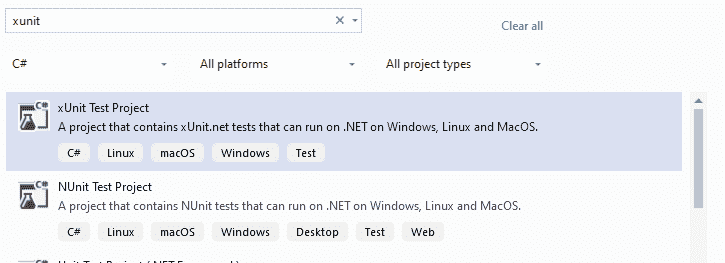 xunit
Clear all
C# All platforms All project types
C#
xUnit Test Project
A project that contains xUnit.net tests that can run on .NET on Windows, Linux and MacOS.
C# Linux macOS Windows Test
C#
NUnit Test Project
A project that contains NUnit tests that can run on .NET on Windows, Linux and MacOS.
C# Linux macOS Windows Desktop Test Web